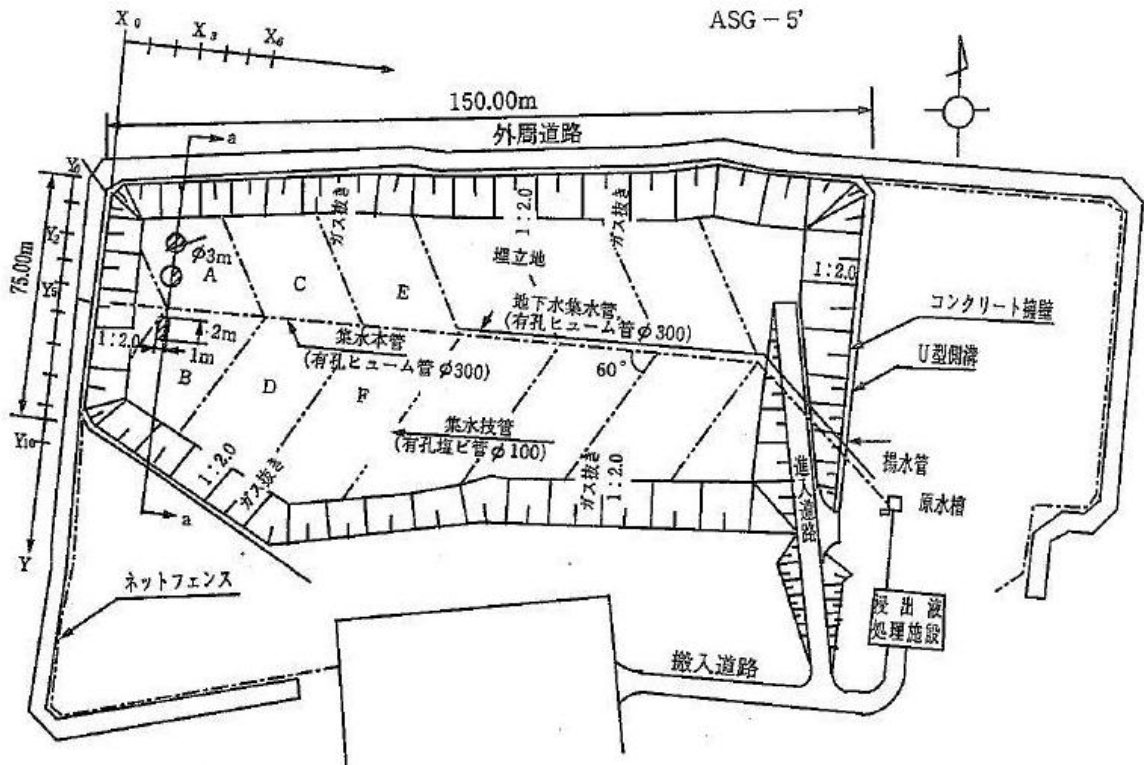 ASG－5'
X₀
X₃
X₆
150.00m
外周道路
a
Y₀
Y₂
Y₅
Y₁₀
Y
75.00m
ガス抜き
1：2.0
ガス抜き
φ3m
A
C
E
埋立地
1：2.0
地下水集水管
(有孔ヒューム管φ300)
コンクリート擁壁
U型側溝
1：2.0
2m
1m
集水本管
(有孔ヒューム管φ300)
60°
B
D
F
集水枝管
(有孔塩ビ管φ100)
1：2.0
ガス抜き
ガス抜き
1：2.0
進入道路
揚水管
原水槽
a
ネットフェンス
浸出液
処理施設
搬入道路